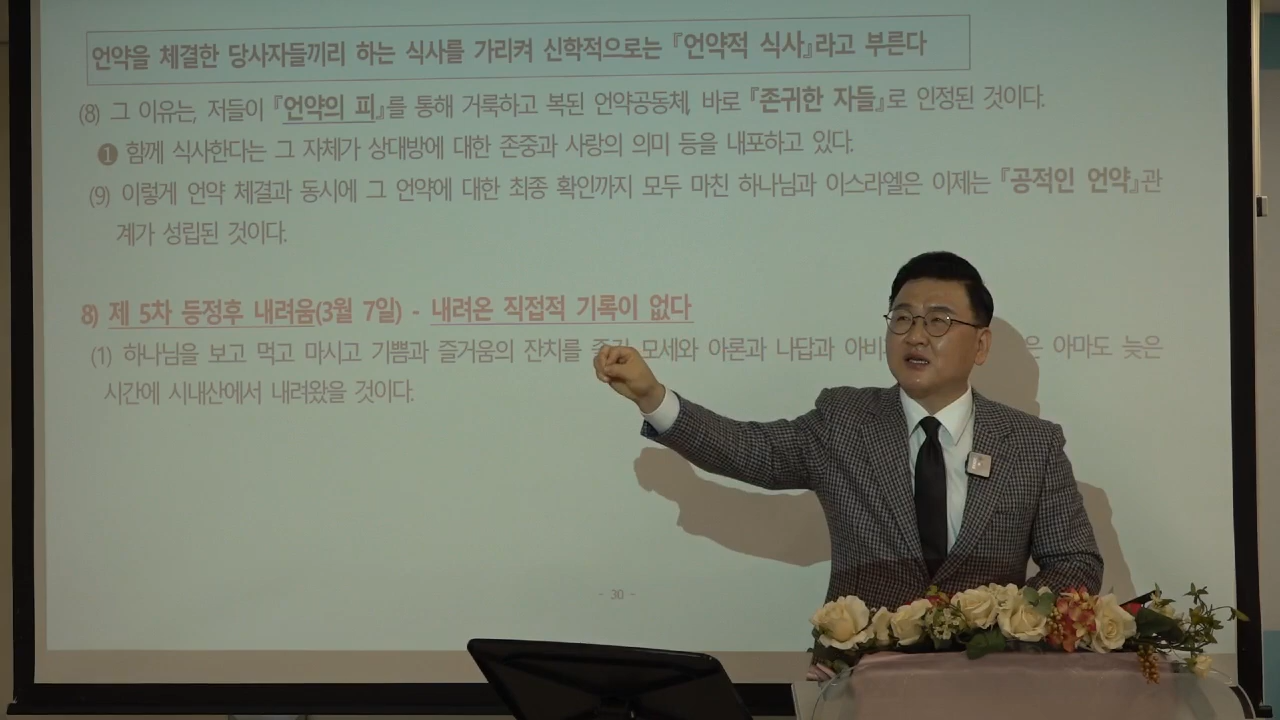 언약을 체결한 당사자들끼리 하는 식사를 가리켜 신학적으로는 『언약적 식사』라고 부른다
(8) 그 이유는, 저들이 『언약의 피』를 통해 거룩하고 복된 언약공동체, 바로 『존귀한 자들』로 인정된 것이다.
❶ 함께 식사한다는 그 자체가 상대방에 대한 존중과 사랑의 의미 등을 내포하고 있다.
(9) 이렇게 언약 체결과 동시에 그 언약에 대한 최종 확인까지 모두 마친 하나님과 이스라엘은 이제는 『공적인 언약』관
계가 성립된 것이다.
8) 제 5차 등정후 내려움(3월 7일) - 내려온 직접적 기록이 없다
(1) 하나님을 보고 먹고 마시고 기쁨과 즐거움의 잔치를 모세와 아론과 나답과 아비 은 아마도 늦은
시간에 시내산에서 내려왔을 것이다.
- 30 -